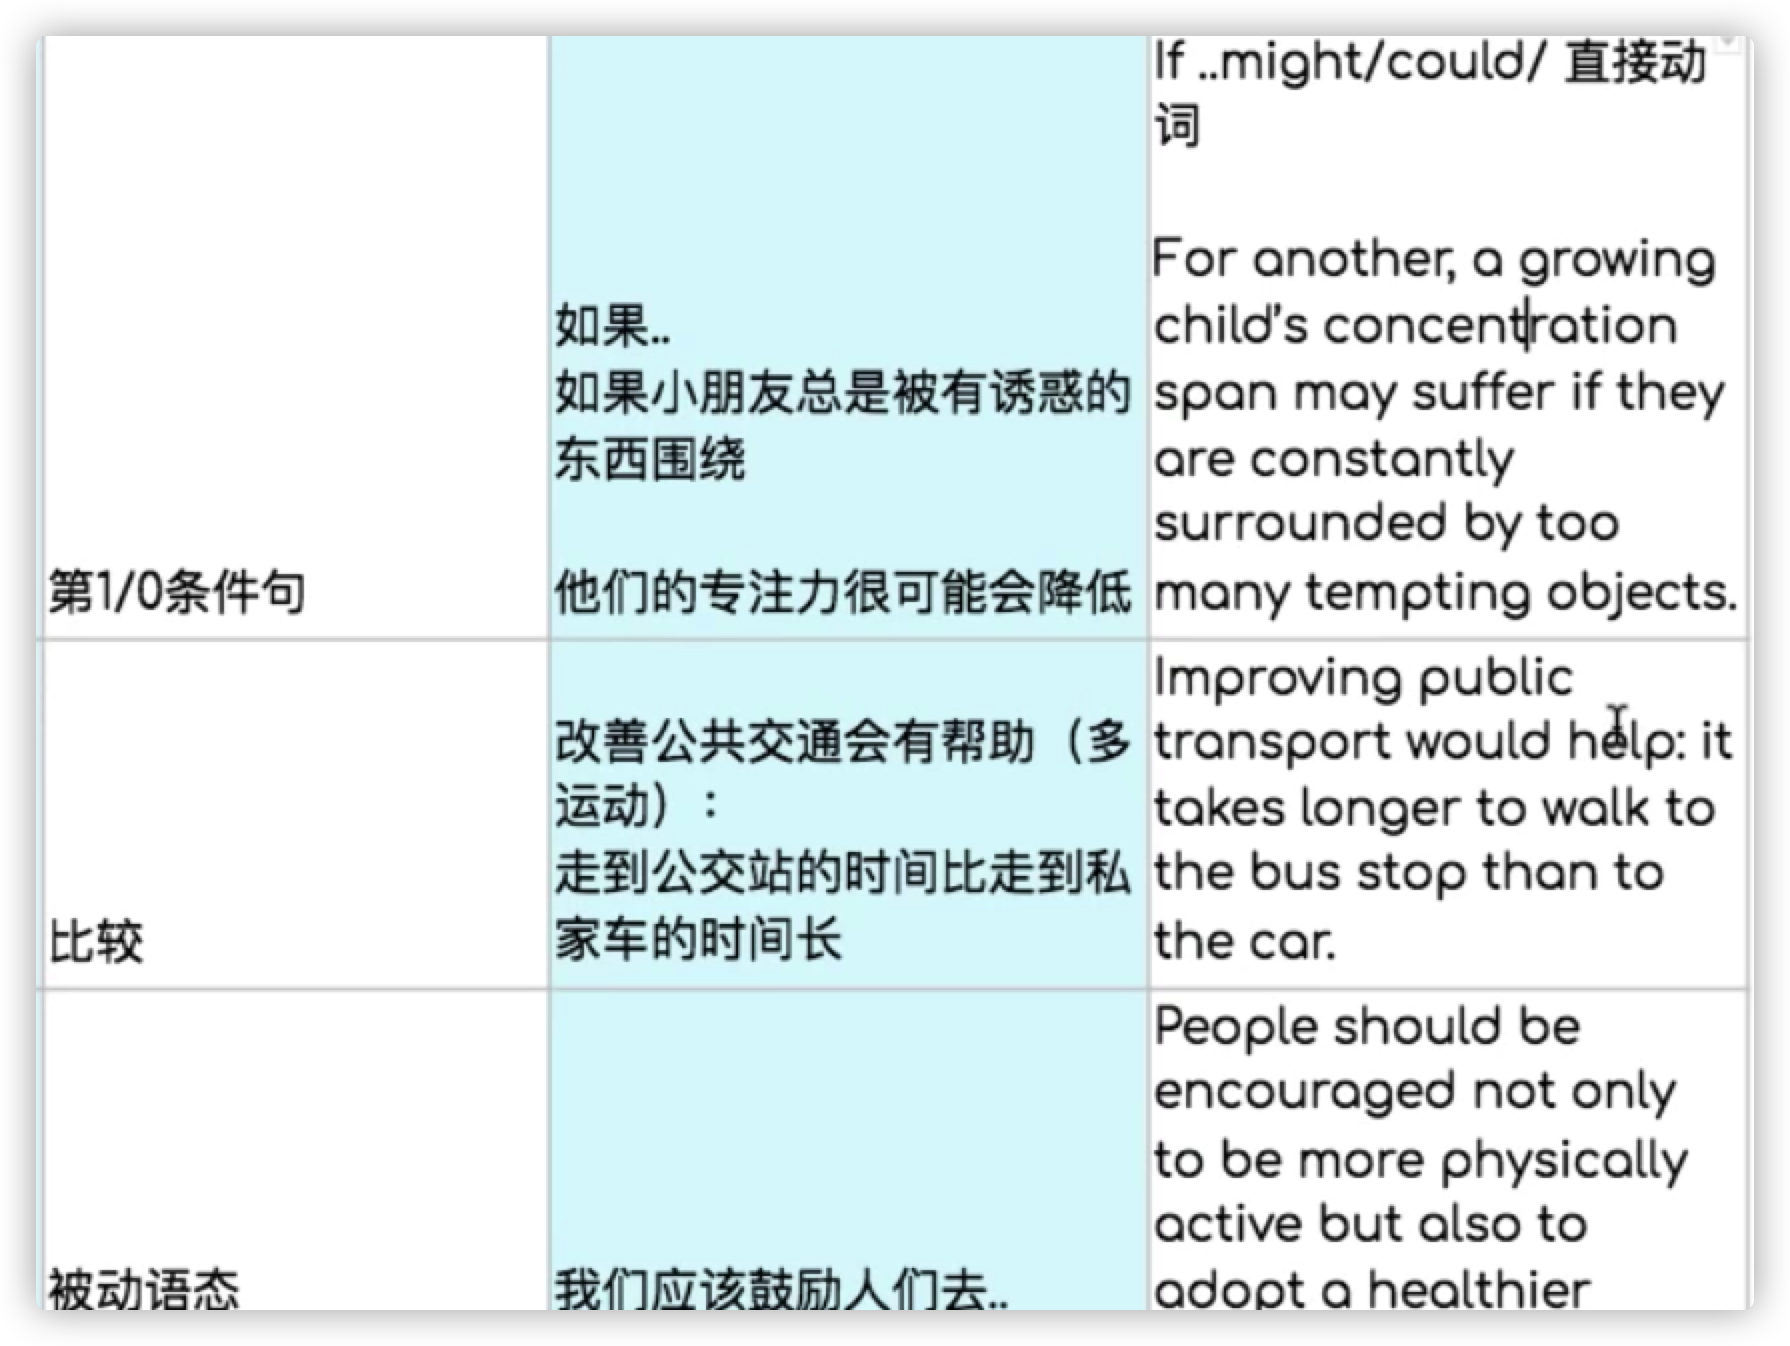 If ..might/could/ 直接动
词
For another, a growing
child's concentration
span may suffer if they
are constantly
surrounded by too
many tempting objects.
如果..
如果小朋友总是被有诱惑的
东西围绕
他们的专注力很可能会降低
第1/0条件句
Improving public
transport would help: it
takes longer to walk to
the bus stop than to
the car.
改善公共交通会有帮助（多
运动）：
走到公交站的时间比走到私
家车的时间长
比较
People should be
encouraged not only
to be more physically
active but also to
adopt a healthier
我们应该鼓励人们去..
被动语态